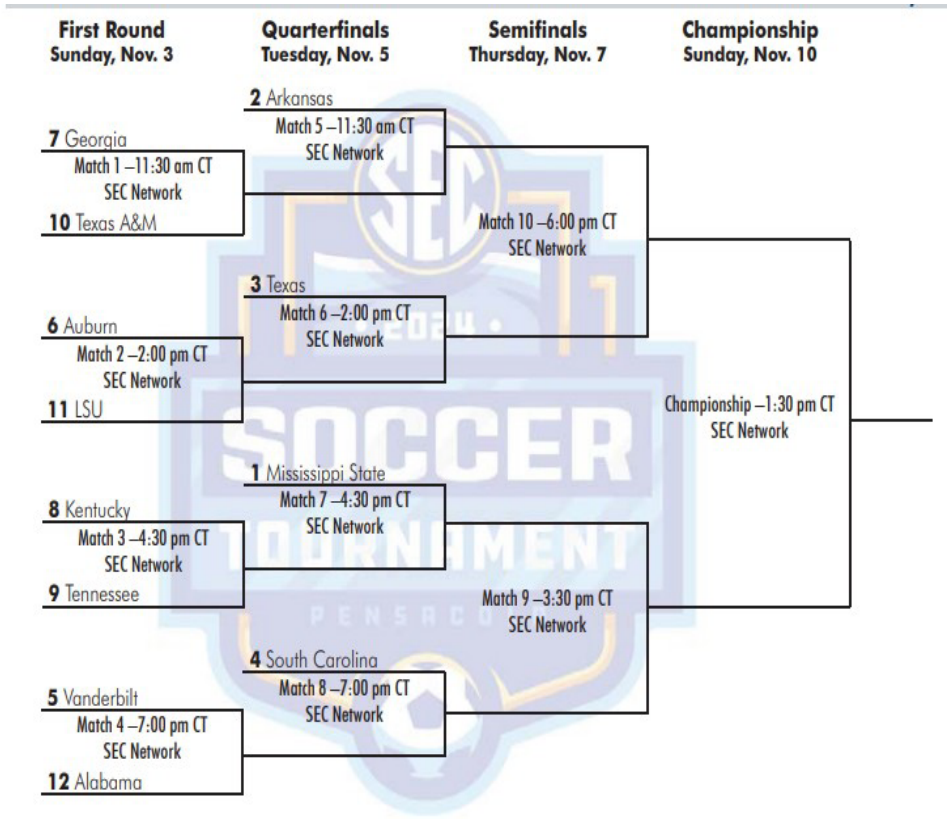 First Round
Sunday, Nov. 3
Quarterfinals
Tuesday, Nov. 5
Semifinals
Thursday, Nov. 7
Championship
Sunday, Nov. 10
7 Georgia
Match 1 –11:30 am CT
SEC Network
10 Texas A&M
6 Auburn
Match 2 –2:00 pm CT
SEC Network
11 LSU
8 Kentucky
Match 3 –4:30 pm CT
SEC Network
9 Tennessee
5 Vanderbilt
Match 4 –7:00 pm CT
SEC Network
12 Alabama
2 Arkansas
Match 5 –11:30 am CT
SEC Network
3 Texas
Match 6 –2:00 pm CT
SEC Network
1 Mississippi State
Match 7 –4:30 pm CT
SEC Network
4 South Carolina
Match 8 –7:00 pm CT
SEC Network
Match 10 –6:00 pm CT
SEC Network
Match 9 –3:30 pm CT
SEC Network
Championship –1:30 pm CT
SEC Network
SEC
• 2024 •
SOCCER
TOURNAMENT
PENSACOLA